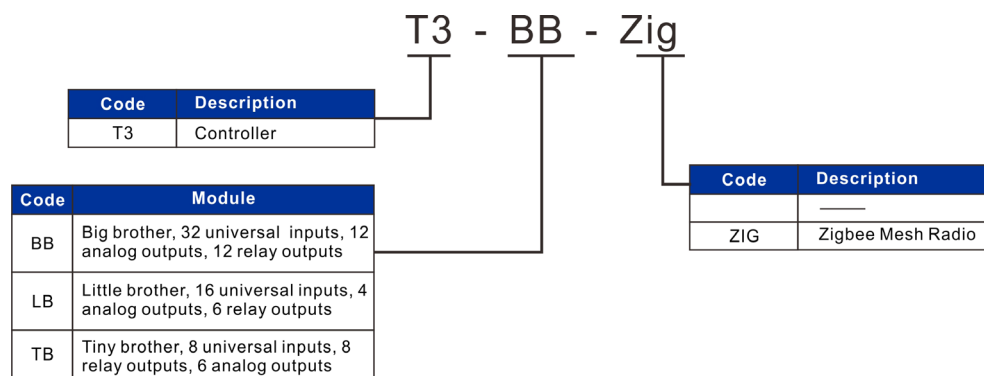 T3 - BB - Zig
Code Description
T3 Controller
Code Module
BB Big brother, 32 universal inputs, 12
analog outputs, 12 relay outputs
LB Little brother, 16 universal inputs, 4
analog outputs, 6 relay outputs
TB Tiny brother, 8 universal inputs, 8
relay outputs, 6 analog outputs
Code Description
ZIG Zigbee Mesh Radio